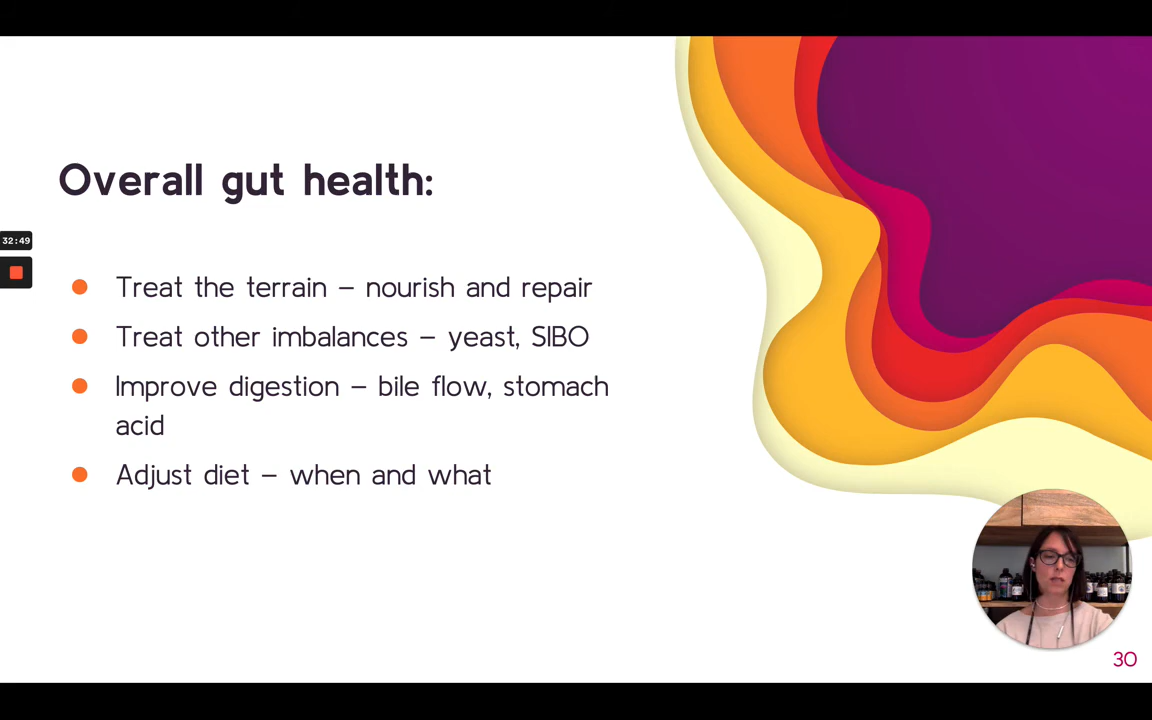 Overall gut health:
32:49
Treat the terrain – nourish and repair
Treat other imbalances – yeast, SIBO
Improve digestion – bile flow, stomach
acid
Adjust diet – when and what
30